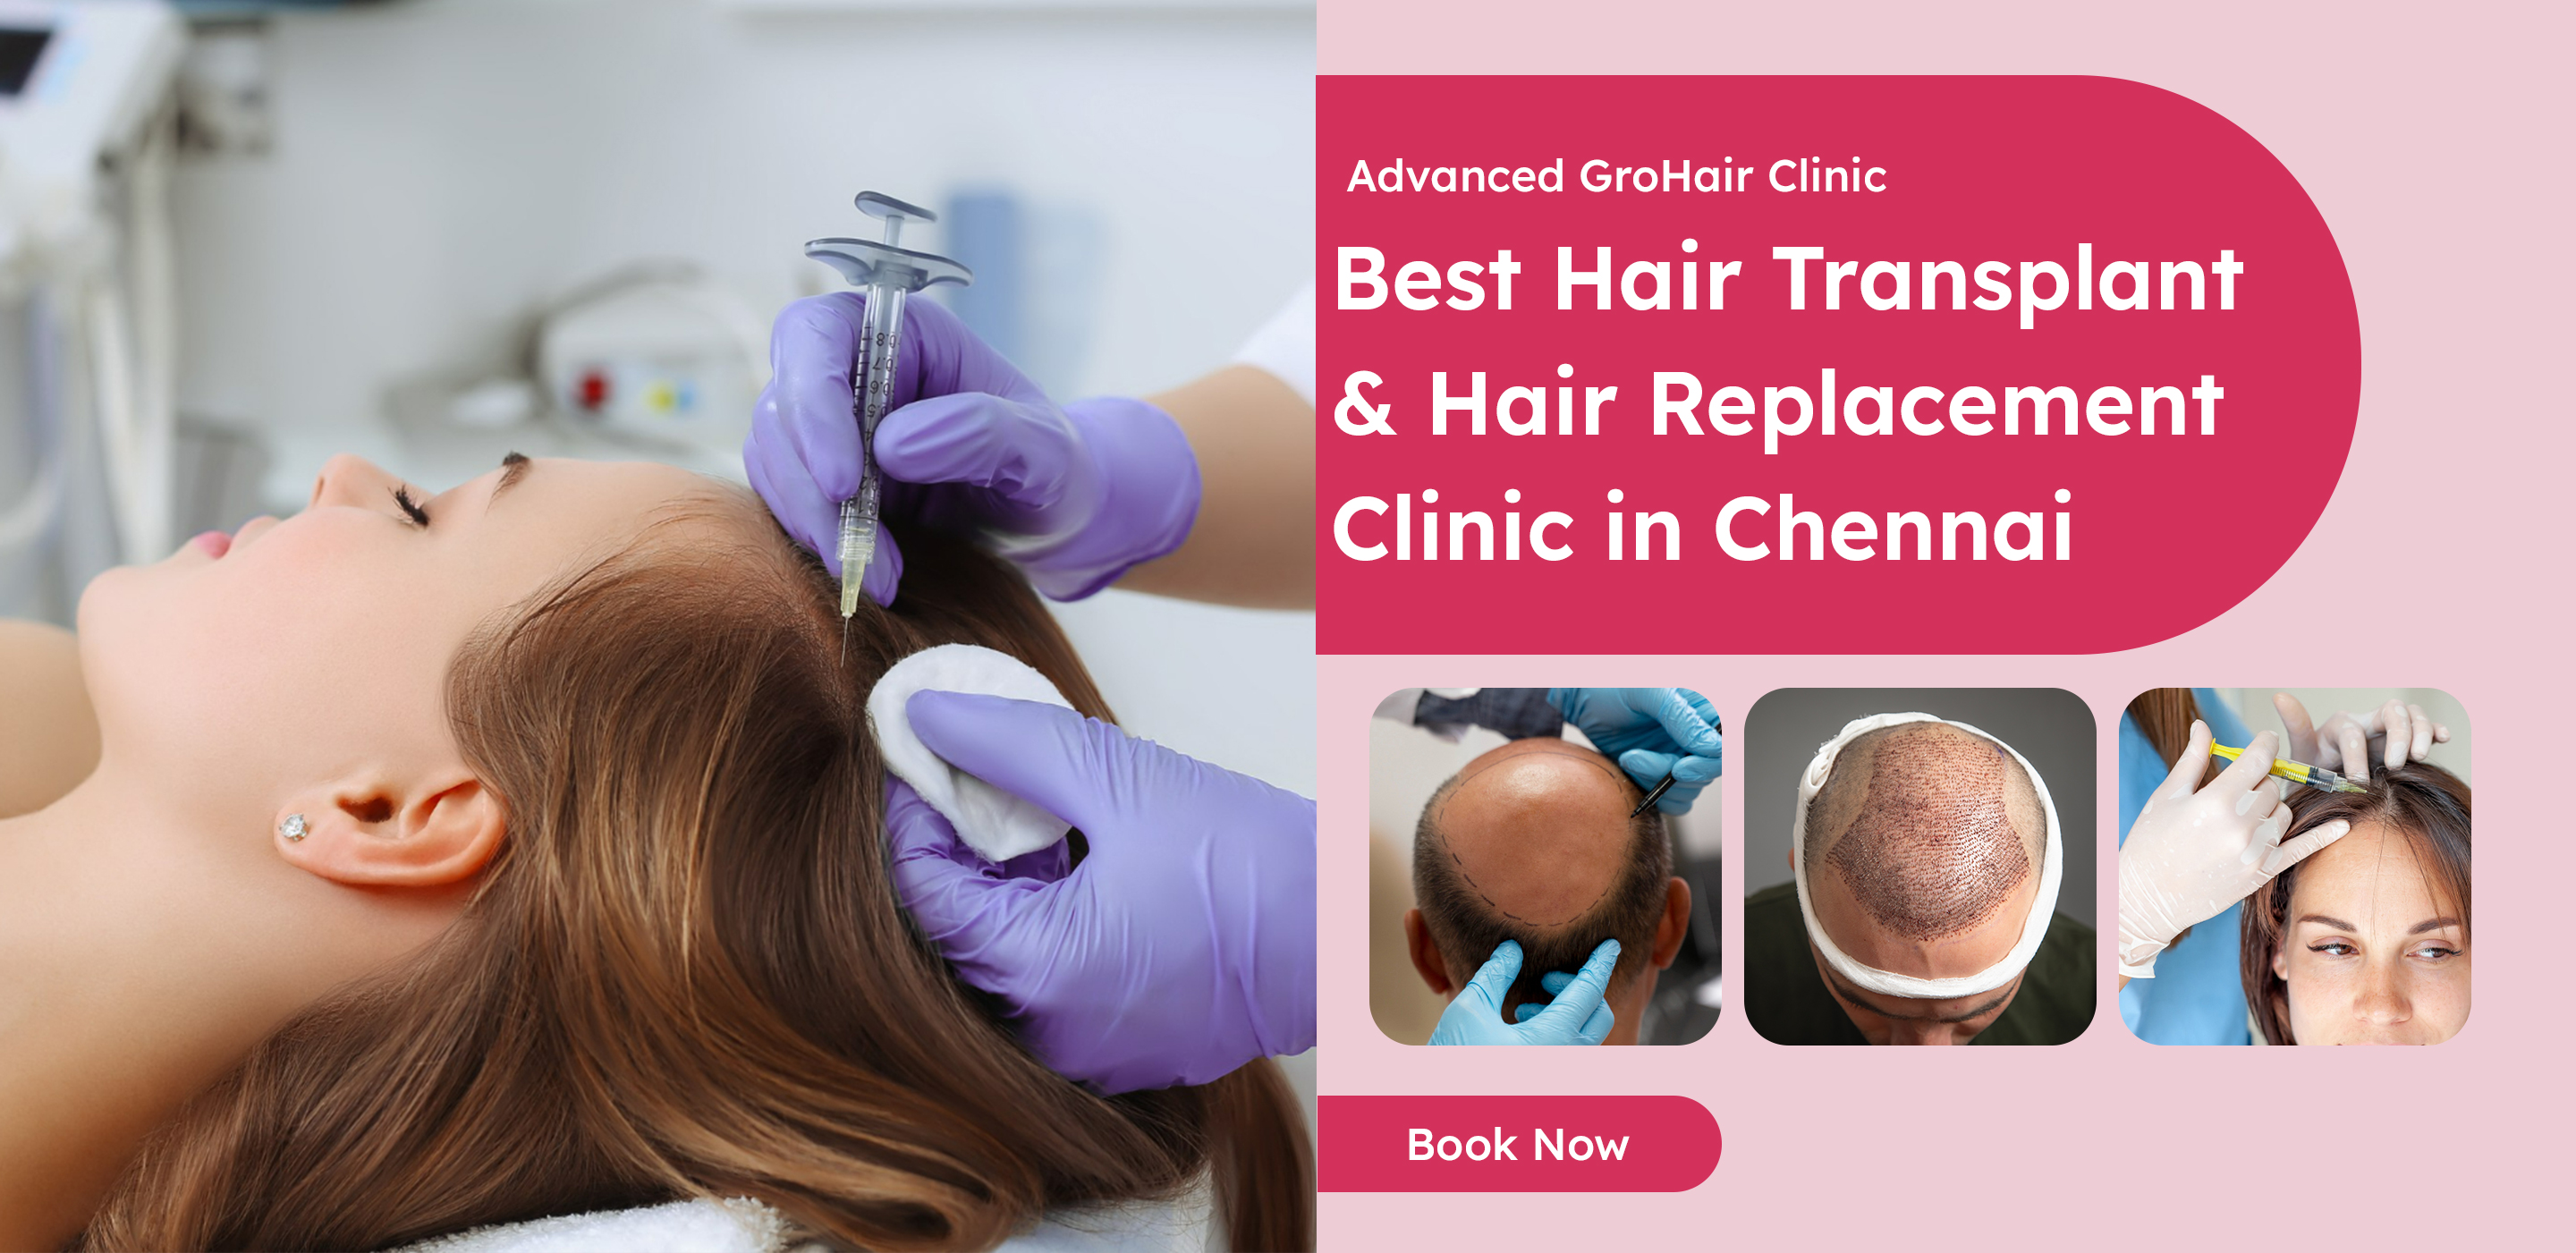 Advanced GroHair Clinic
Best Hair Transplant
& Hair Replacement
Clinic in Chennai
Book Now